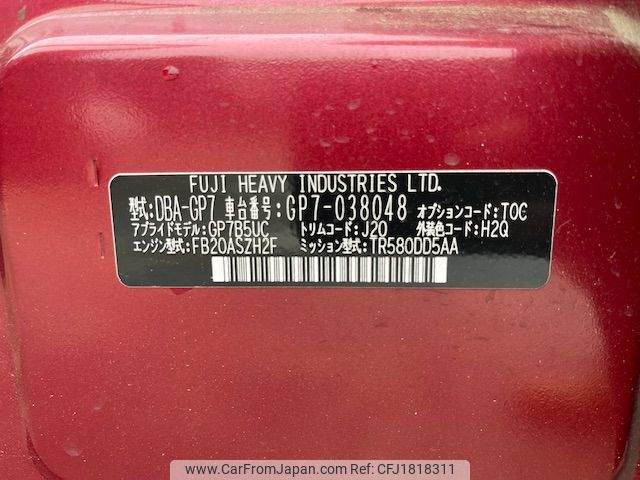 FUJI HEAVY INDUSTRIES LTD.
型式:DBA-GP7 車台番号:GP7-038048 オプションコード:TOC
アプライドモデル:GP7B5UC トリムコード:J20 外装色コード:H2Q
エンジン型式:FB20ASZH2F ミッション型式:TR580DD5AA
www.CarFromJapan.com
www.CarFromJapan.com CFJ1818311